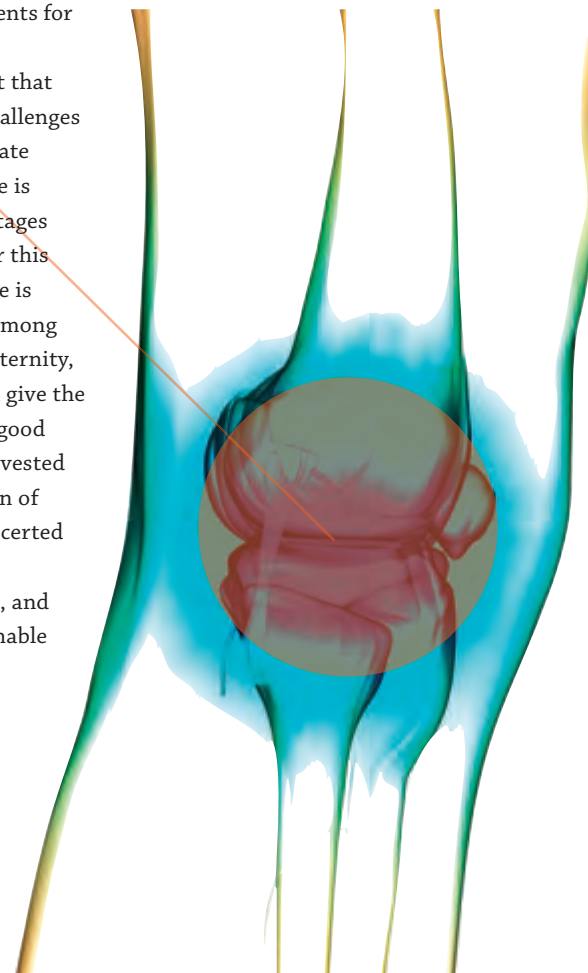 ents for
t that
allenges
ate
e is
tages
r this
e is
mong
ternity,
give the
good
vested
n of
certed
, and
nable